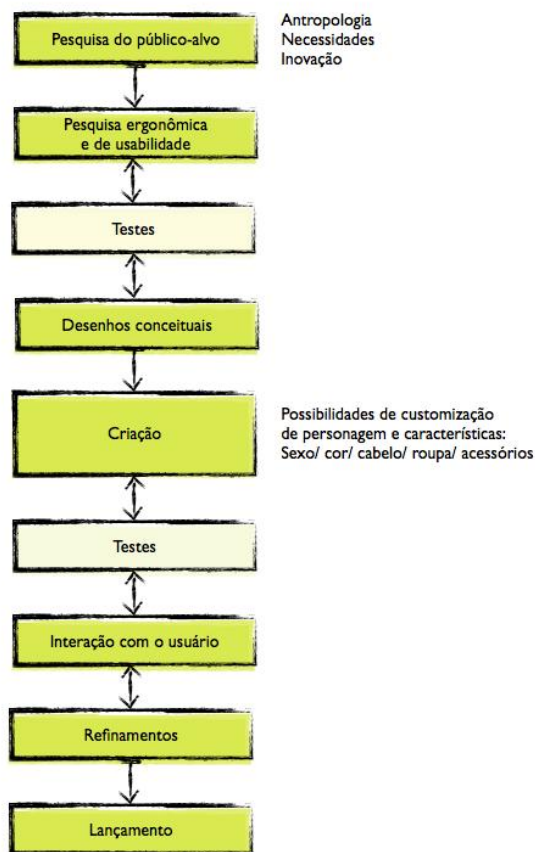 Pesquisa do público-alvo
Antropologia
Necessidades
Inovação
Pesquisa ergonômica
e de usabilidade
Testes
Desenhos conceituais
Criação
Possibilidades de customização
de personagem e características:
Sexo/ cor/ cabelo/ roupa/ acessórios
Testes
Interação com o usuário
Refinamentos
Lançamento